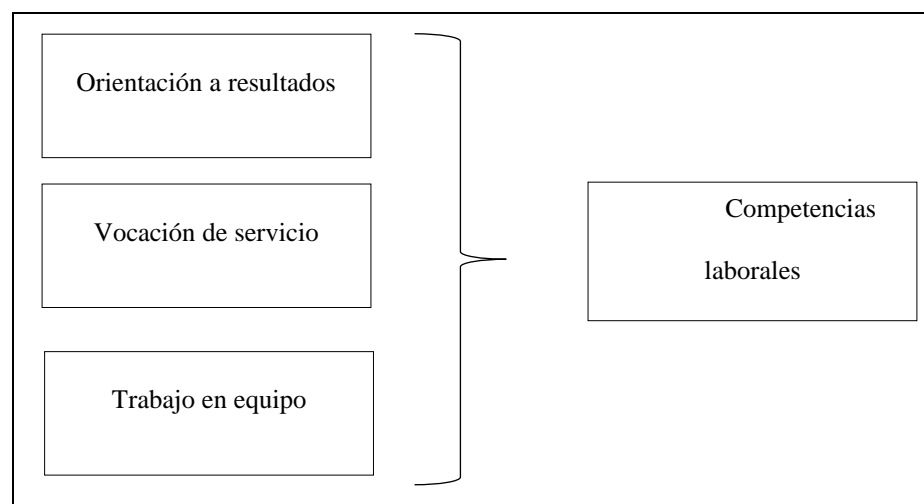 Orientación a resultados
Vocación de servicio
Trabajo en equipo
Competencias
laborales